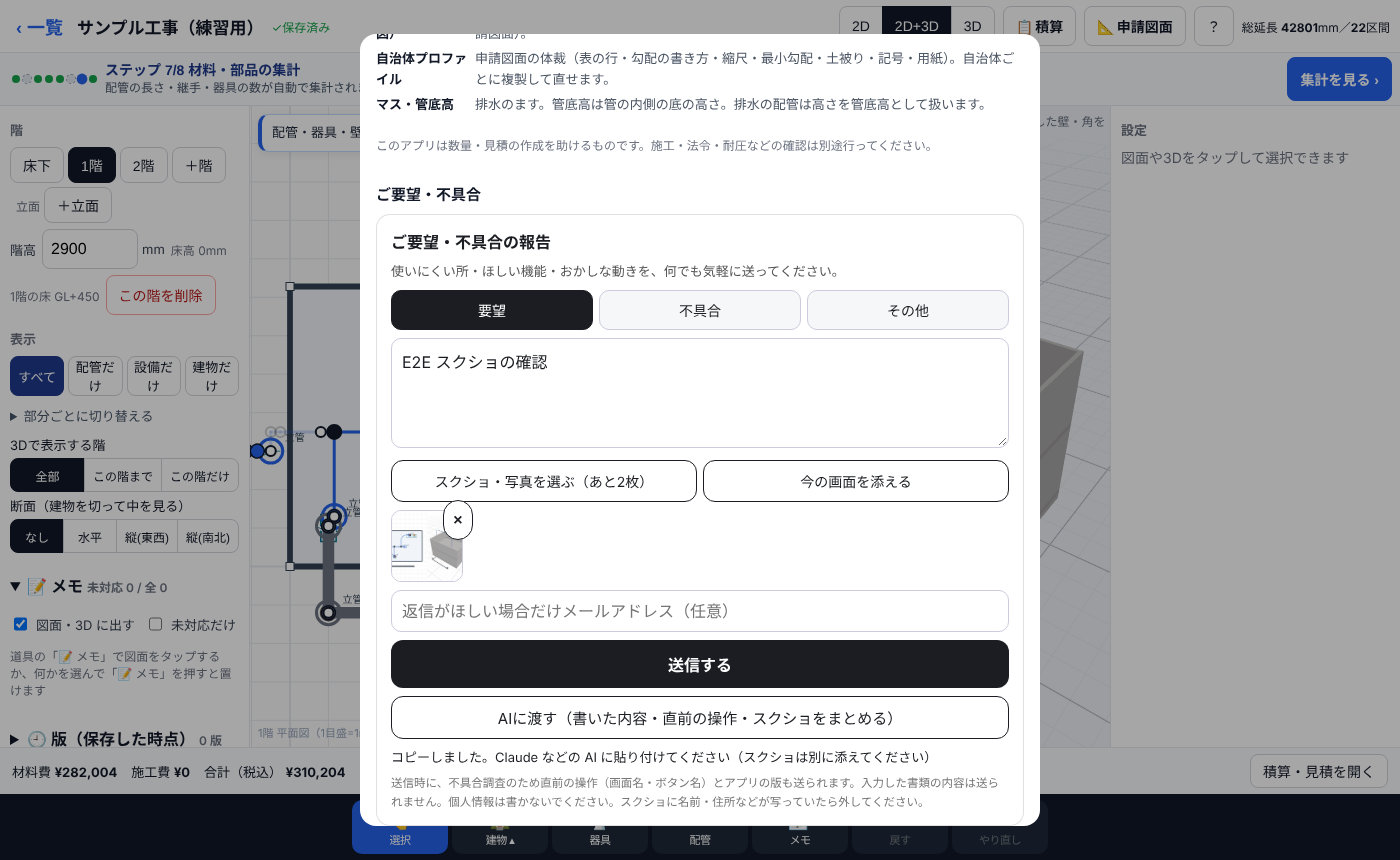 ‹ 一覧 サンプル工事（練習用） ✓保存済み 2D 2D+3D 3D 📋積算 📐申請図面 ? 総延長 42801mm／22区間
ステップ 7/8 材料・部品の集計
配管の長さ・継手・器具の数が自動で集計され
集計を見る ›
階
床下 1階 2階 ＋階
立面 ＋立面
階高 2900 mm 床高 0mm
1階の床 GL+450 この階を削除
表示
すべて 配管だけ 設備だけ 建物だけ
▶ 部分ごとに切り替える
3Dで表示する階
全部 この階まで この階だけ
断面（建物を切って中を見る）
なし 水平 縦(東西) 縦(南北)
▼ 📝 メモ 未対応 0 / 全 0
図面・3D に出す 未対応だけ
道具の「📝 メモ」で図面をタップする
か、何かを選んで「📝 メモ」を押すと置
けます
▶ 🕘 版（保存した時点） 0 版
配管・器具・壁
立管
立管
立管
1階 平面図（1目盛=1
した壁・角を
自治体プロファイル 申請図面の体裁（表の行・勾配の書き方・縮尺・最小勾配・土被り・記号・用紙）。自治体ご
とに複製して直せます。
マス・管底高 排水のます。管底高は管の内側の底の高さ。排水の配管は高さを管底高として扱います。
このアプリは数量・見積の作成を助けるものです。施工・法令・耐圧などの確認は別途行ってください。
ご要望・不具合
ご要望・不具合の報告
使いにくい所・ほしい機能・おかしな動きを、何でも気軽に送ってください。
要望 不具合 その他
E2E スクショの確認
スクショ・写真を選ぶ（あと2枚） 今の画面を添える
×
返信がほしい場合だけメールアドレス（任意）
送信する
AIに渡す（書いた内容・直前の操作・スクショをまとめる）
コピーしました。Claude などの AI に貼り付けてください（スクショは別に添えてください）
送信時に、不具合調査のため直前の操作（画面名・ボタン名）とアプリの版も送られます。入力した書類の内容は送ら
れません。個人情報は書かないでください。スクショに名前・住所などが写っていたら外してください。
設定
図面や3Dをタップして選択できます
材料費 ¥282,004 施工費 ¥0 合計（税込） ¥310,204
積算・見積を開く
選択 建物▲ 器具 配管 メモ 戻す やり直し